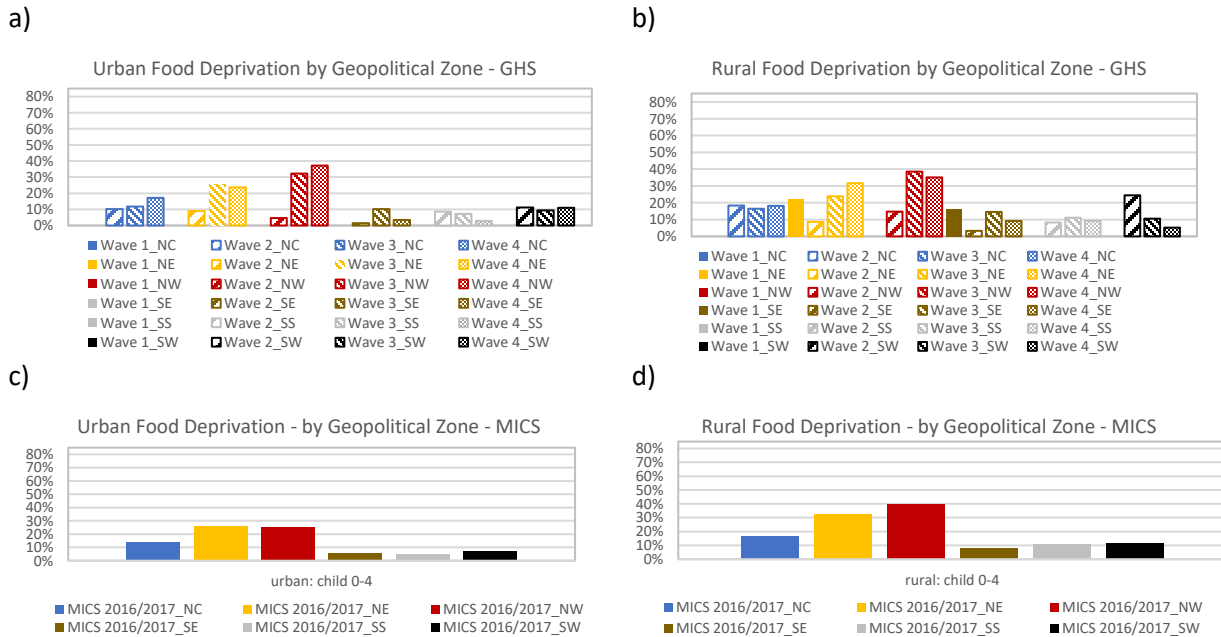 a)
Urban Food Deprivation by Geopolitical Zone - GHS
80%
70%
60%
50%
40%
30%
20%
10%
0%
Wave 1_NC Wave 2_NC Wave 3_NC Wave 4_NC
Wave 1_NE Wave 2_NE Wave 3_NE Wave 4_NE
Wave 1_NW Wave 2_NW Wave 3_NW Wave 4_NW
Wave 1_SE Wave 2_SE Wave 3_SE Wave 4_SE
Wave 1_SS Wave 2_SS Wave 3_SS Wave 4_SS
Wave 1_SW Wave 2_SW Wave 3_SW Wave 4_SW
b)
Rural Food Deprivation by Geopolitical Zone - GHS
80%
70%
60%
50%
40%
30%
20%
10%
0%
Wave 1_NC Wave 2_NC Wave 3_NC Wave 4_NC
Wave 1_NE Wave 2_NE Wave 3_NE Wave 4_NE
Wave 1_NW Wave 2_NW Wave 3_NW Wave 4_NW
Wave 1_SE Wave 2_SE Wave 3_SE Wave 4_SE
Wave 1_SS Wave 2_SS Wave 3_SS Wave 4_SS
Wave 1_SW Wave 2_SW Wave 3_SW Wave 4_SW
c)
Urban Food Deprivation - by Geopolitical Zone - MICS
80%
70%
60%
50%
40%
30%
20%
10%
0%
urban: child 0-4
MICS 2016/2017_NC MICS 2016/2017_NE MICS 2016/2017_NW
MICS 2016/2017_SE MICS 2016/2017_SS MICS 2016/2017_SW
d)
Rural Food Deprivation - by Geopolitical Zone - MICS
80%
70%
60%
50%
40%
30%
20%
10%
0%
rural: child 0-4
MICS 2016/2017_NC MICS 2016/2017_NE MICS 2016/2017_NW
MICS 2016/2017_SE MICS 2016/2017_SS MICS 2016/2017_SW